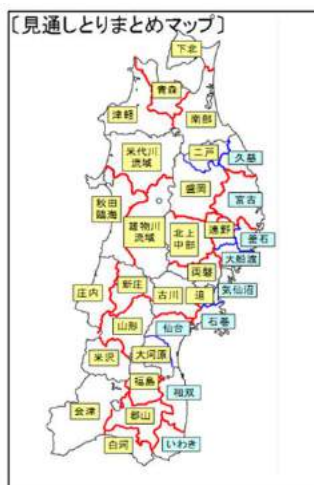 〔見通しとりまとめマップ〕
下北
青森
津軽
南部
米代川
流域
二戸
久慈
盛岡
宮古
秋田
臨海
雄物川
流域
北上
中部
遠野
釜石
大船渡
両磐
気仙沼
新庄
庄内
古川
迫
石巻
山形
仙台
米沢
大河原
福島
相双
会津
郡山
白河
いわき